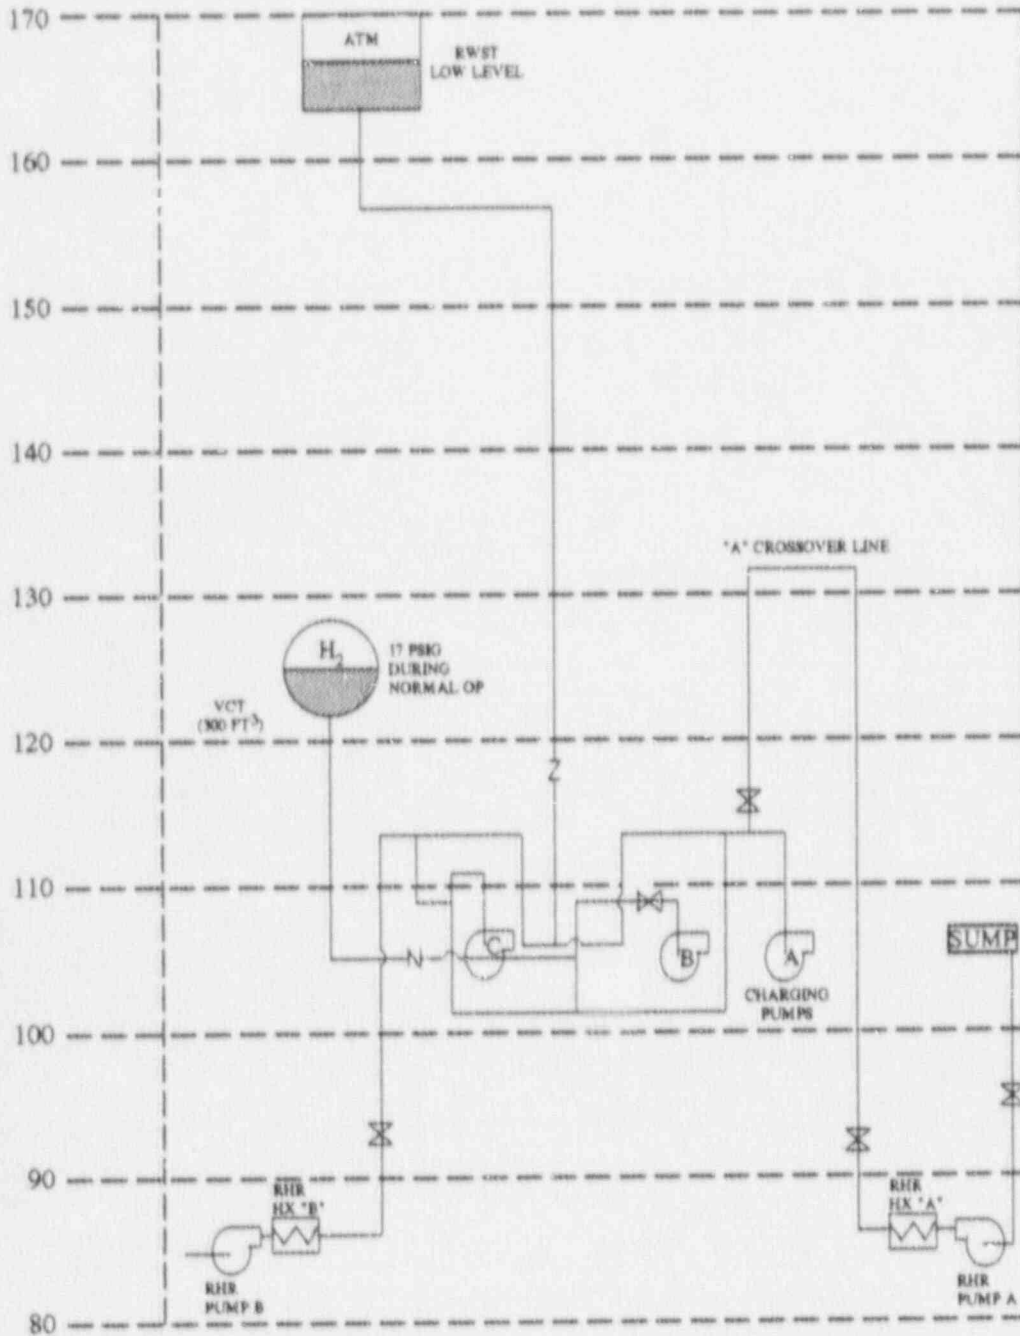 170
ATM
RWST
LOW LEVEL
160
150
140
"A" CROSSOVER LINE
130
H2
17 PSIG
DURING
NORMAL OP
VCT
(300 FT3)
120
Z
110
C
B
A
SUMP
N
CHARGING
PUMPS
100
90
RHR
HX "B"
RHR
HX "A"
RHR
PUMP B
RHR
PUMP A
80